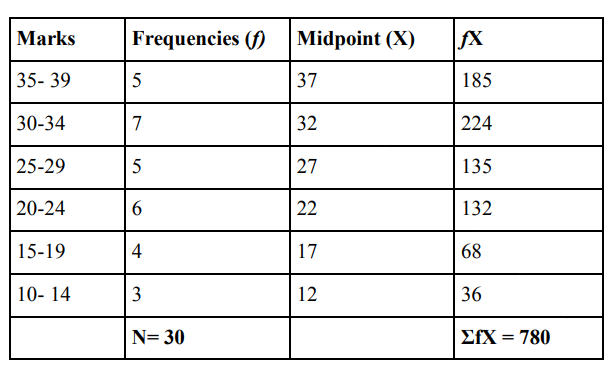 Marks Frequencies (f) Midpoint (X) fX
35- 39 5 37 185
30-34 7 32 224
25-29 5 27 135
20-24 6 22 132
15-19 4 17 68
10- 14 3 12 36
N= 30 ΣfX = 780